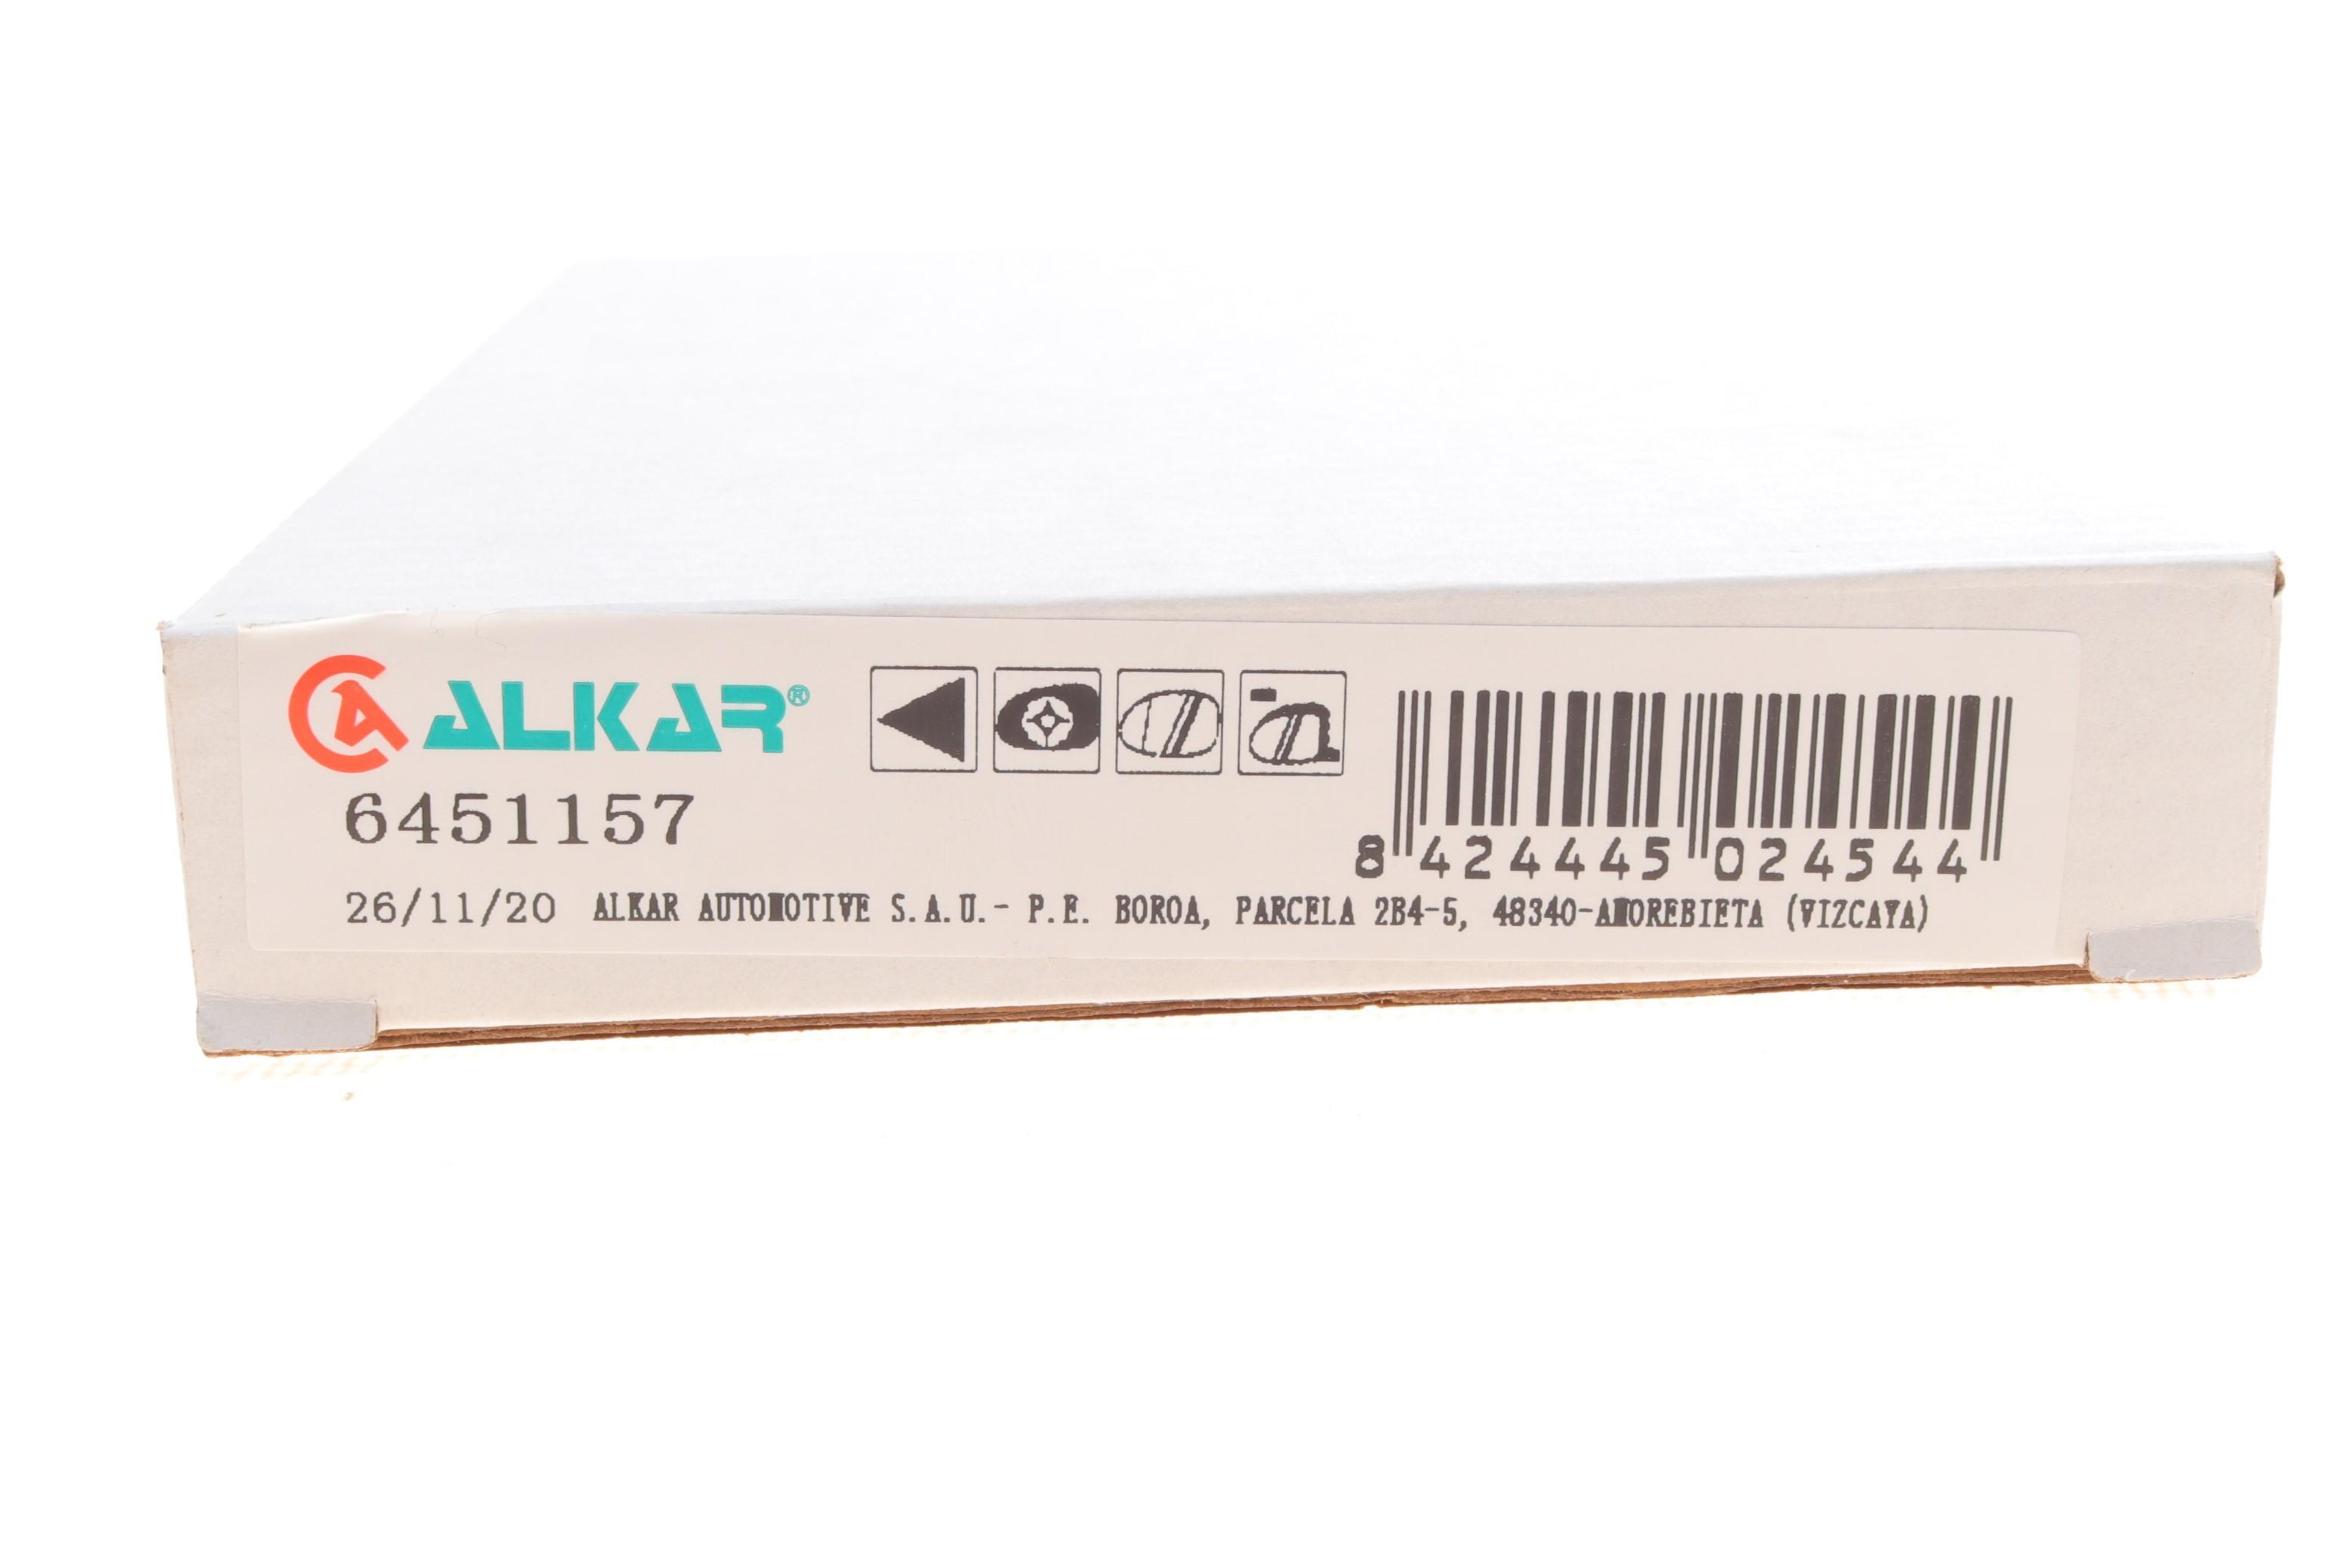 ALKAR®
6451157
8 424445 024544
26/11/20 ALKAR AUTOMOTIVE S.A.U.- P.E. BOROA, PARCELA 2B4-5, 48340-AMOREBIETA (VIZCAYA)